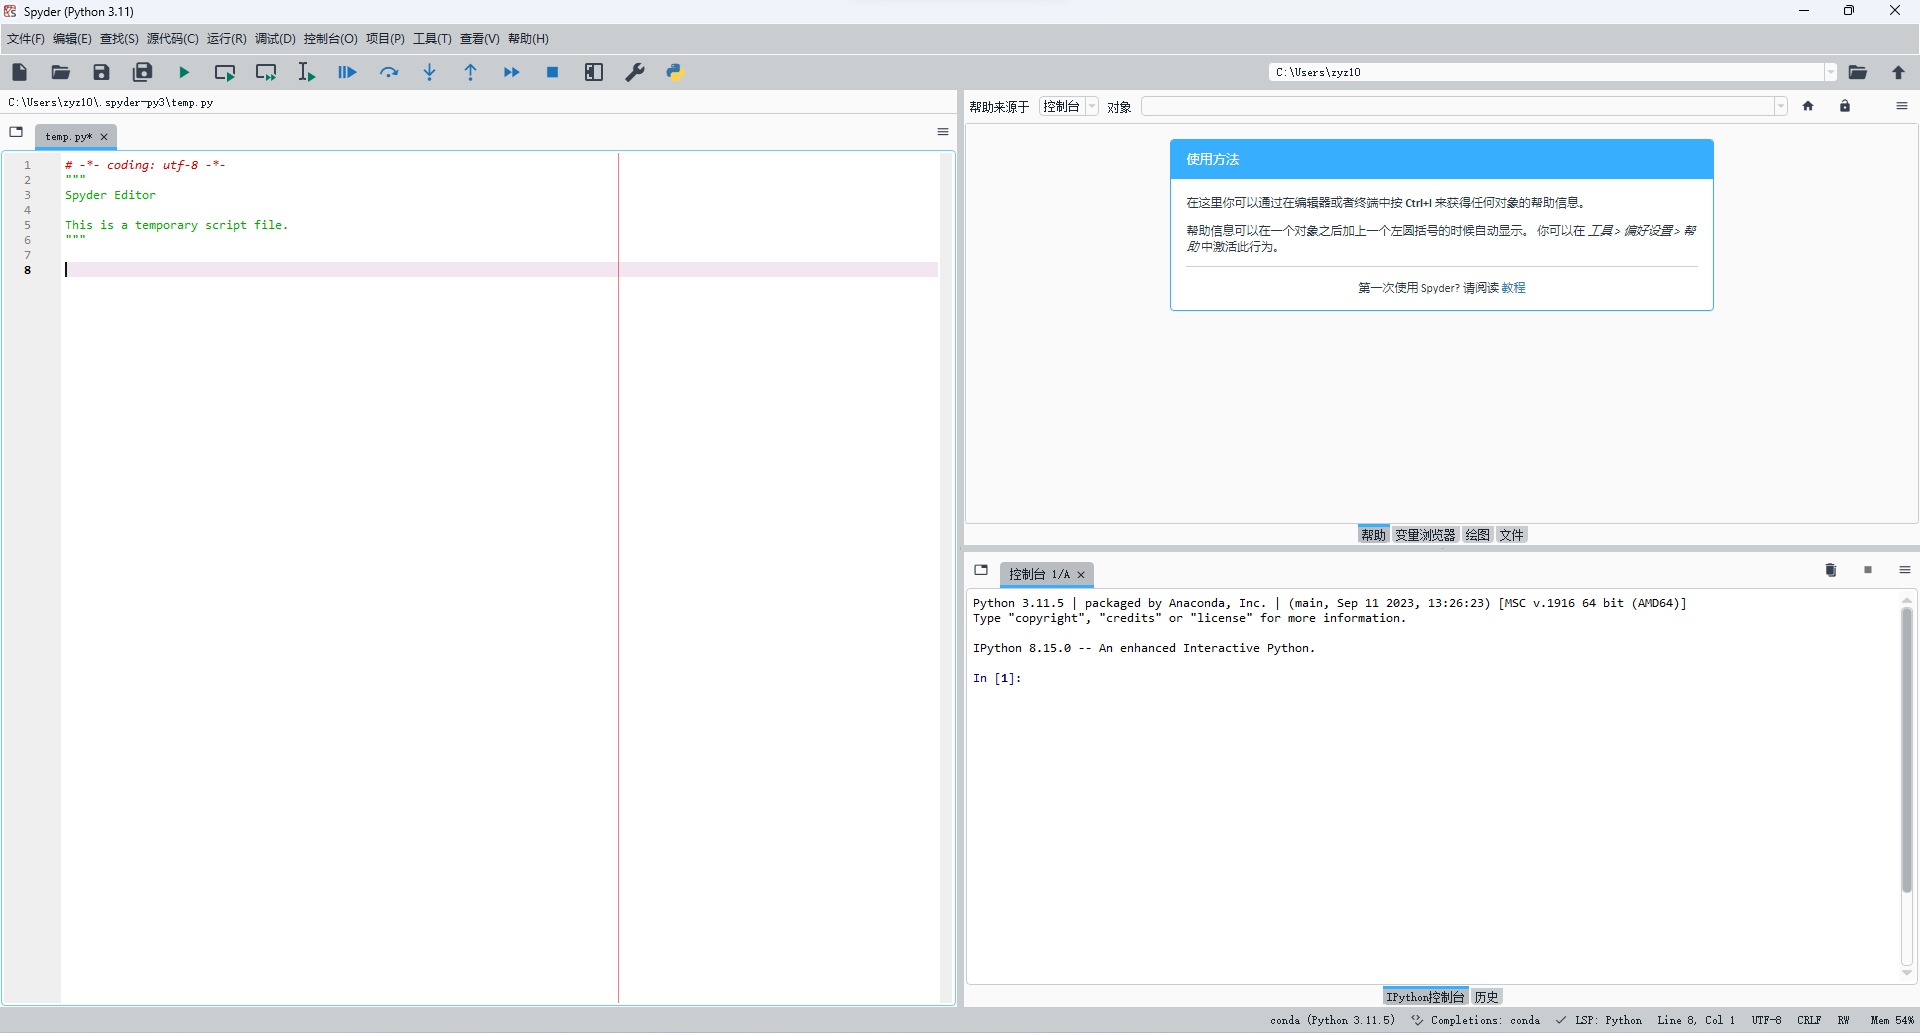 Spyder (Python 3.11)
文件(F) 编辑(E) 查找(S) 源代码(C) 运行(R) 调试(D) 控制台(O) 项目(P) 工具(T) 查看(V) 帮助(H)
C:\Users\zyz10
C:\Users\zyz10\.spyder-py3\temp.py
temp.py*
1 # -*- coding: utf-8 -*-
2 """
3 Spyder Editor
4
5 This is a temporary script file.
6 """
7
8
帮助来源于 控制台 对象
使用方法
在这里你可以通过在编辑器或者终端中按 Ctrl+I 来获得任何对象的帮助信息。
帮助信息可以在一个对象之后加上一个左圆括号的时候自动显示。 你可以在 工具 > 偏好设置 > 帮
助 中激活此行为。
第一次使用 Spyder? 请阅读 教程
帮助 变量浏览器 绘图 文件
控制台 1/A
Python 3.11.5 | packaged by Anaconda, Inc. | (main, Sep 11 2023, 13:26:23) [MSC v.1916 64 bit (AMD64)]
Type "copyright", "credits" or "license" for more information.
IPython 8.15.0 -- An enhanced Interactive Python.
In [1]:
IPython控制台 历史
conda (Python 3.11.5) Completions: conda LSP: Python Line 8, Col 1 UTF-8 CRLF RW Mem 54%